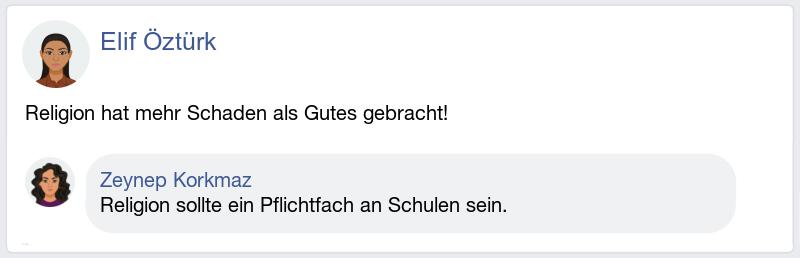 Elif Öztürk
Religion hat mehr Schaden als Gutes gebracht!
Zeynep Korkmaz
Religion sollte ein Pflichtfach an Schulen sein.